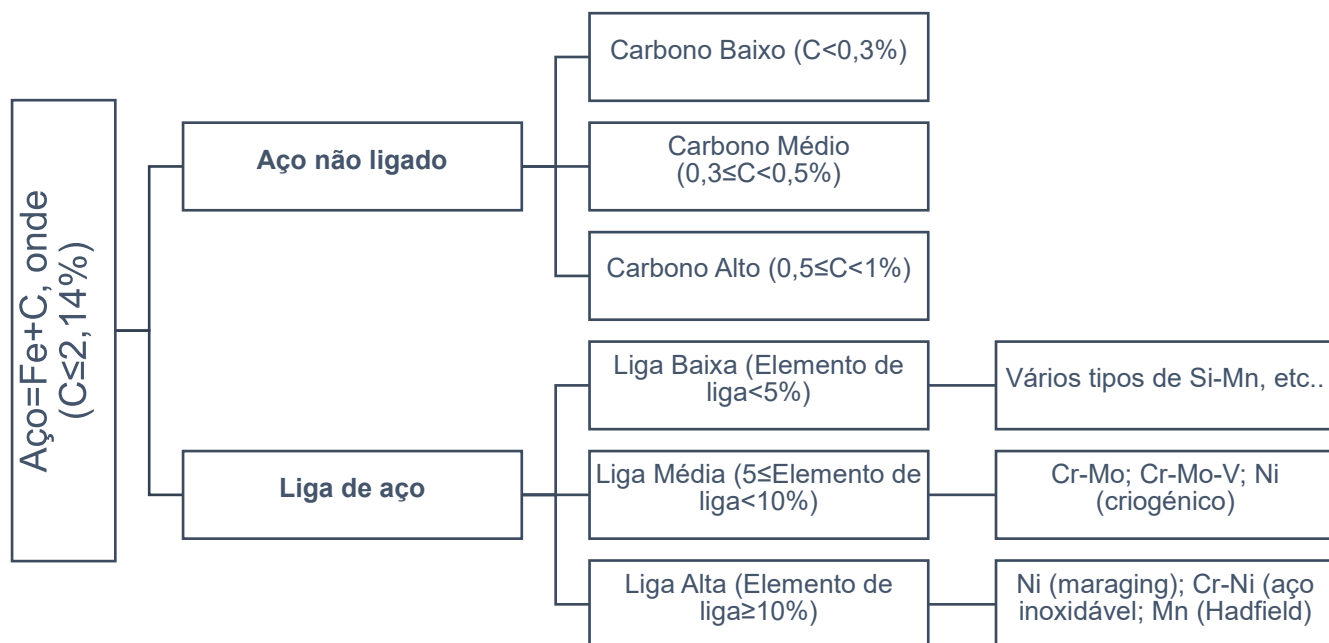 Aço=Fe+C, onde
(C≤2,14%)
Aço não ligado
Carbono Baixo (C<0,3%)
Carbono Médio
(0,3≤C<0,5%)
Carbono Alto (0,5≤C<1%)
Liga de aço
Liga Baixa (Elemento de
liga<5%)
Vários tipos de Si-Mn, etc..
Liga Média (5≤Elemento de
liga<10%)
Cr-Mo; Cr-Mo-V; Ni
(criogénico)
Liga Alta (Elemento de
liga≥10%)
Ni (maraging); Cr-Ni (aço
inoxidável; Mn (Hadfield)